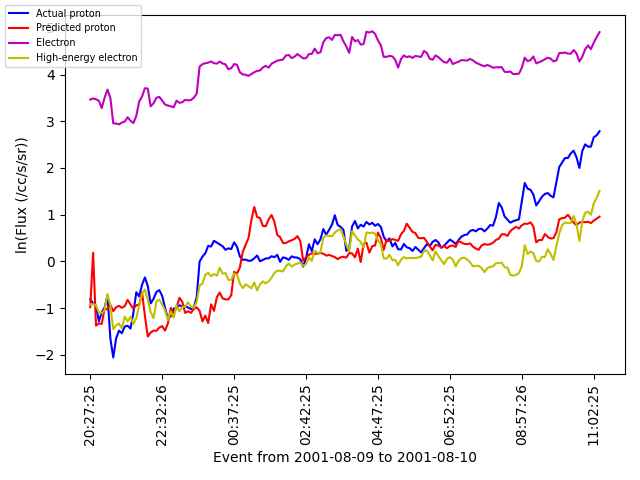 Actual proton
Predicted proton
Electron
High-energy electron
4
3
2
1
0
−1
−2
ln(Flux (/cc/s/sr))
20:27:25
22:32:26
00:37:25
02:42:25
04:47:25
06:52:25
08:57:26
11:02:25
Event from 2001-08-09 to 2001-08-10